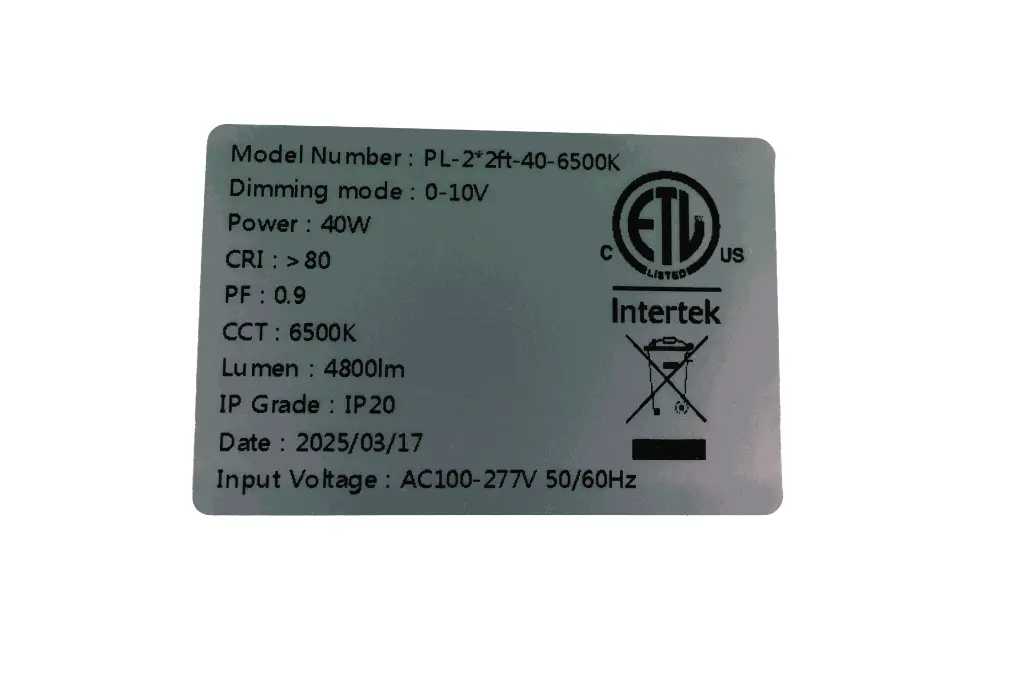 Model Number : PL-2*2ft-40-6500K
Dimming mode : 0-10V
Power : 40W
CRI : >80
PF : 0.9
CCT : 6500K
Lumen : 4800lm
IP Grade : IP20
Date : 2025/03/17
Input Voltage : AC100-277V 50/60Hz
ETL
LISTED
C US
Intertek